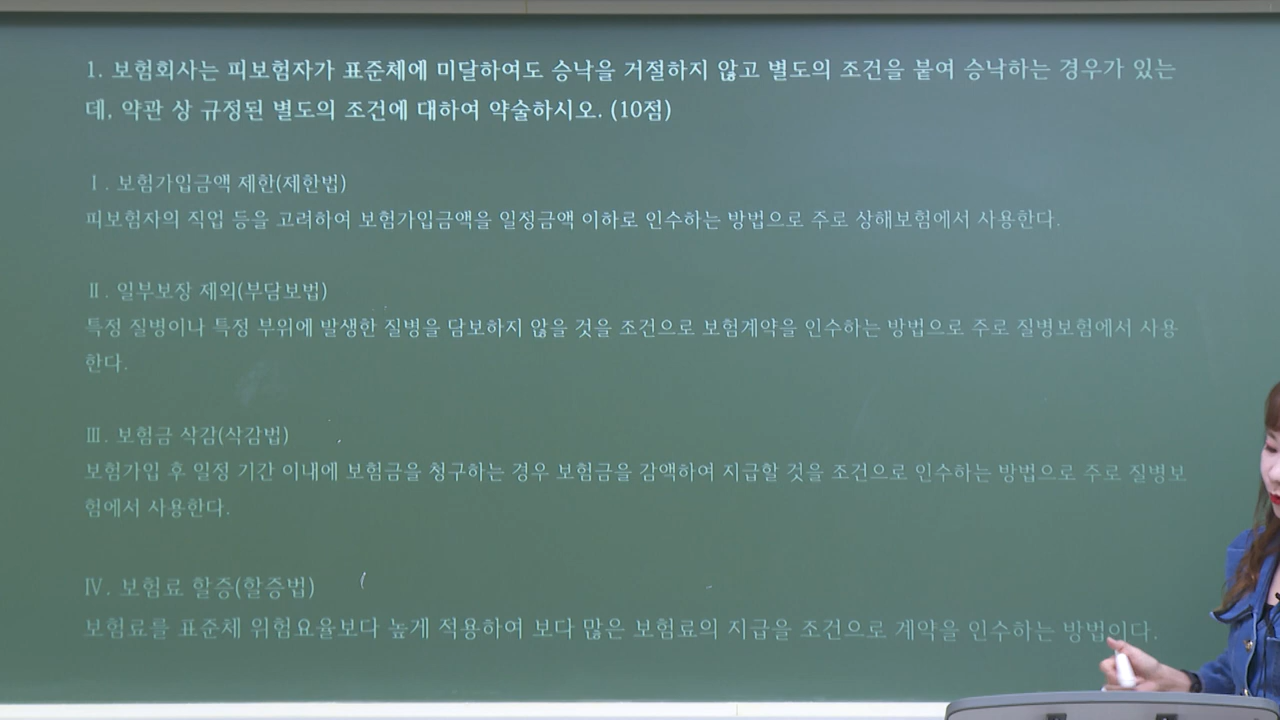 1. 보험회사는 피보험자가 표준체에 미달하여도 승낙을 거절하지 않고 별도의 조건을 붙여 승낙하는 경우가 있는
데, 약관 상 규정된 별도의 조건에 대하여 약술하시오. (10점)
Ⅰ. 보험가입금액 제한(제한법)
피보험자의 직업 등을 고려하여 보험가입금액을 일정금액 이하로 인수하는 방법으로 주로 상해보험에서 사용한다.
Ⅱ. 일부보장 제외(부담보법)
특정 질병이나 특정 부위에 발생한 질병을 담보하지 않을 것을 조건으로 보험계약을 인수하는 방법으로 주로 질병보험에서 사용
한다.
Ⅲ. 보험금 삭감(삭감법)
보험가입 후 일정 기간 이내에 보험금을 청구하는 경우 보험금을 감액하여 지급할 것을 조건으로 인수하는 방법으로 주로 질병보
험에서 사용한다.
Ⅳ. 보험료 할증(할증법)
보험료를 표준체 위험요율보다 높게 적용하여 보다 많은 보험료의 지급을 조건으로 계약을 인수하는 방법이다.